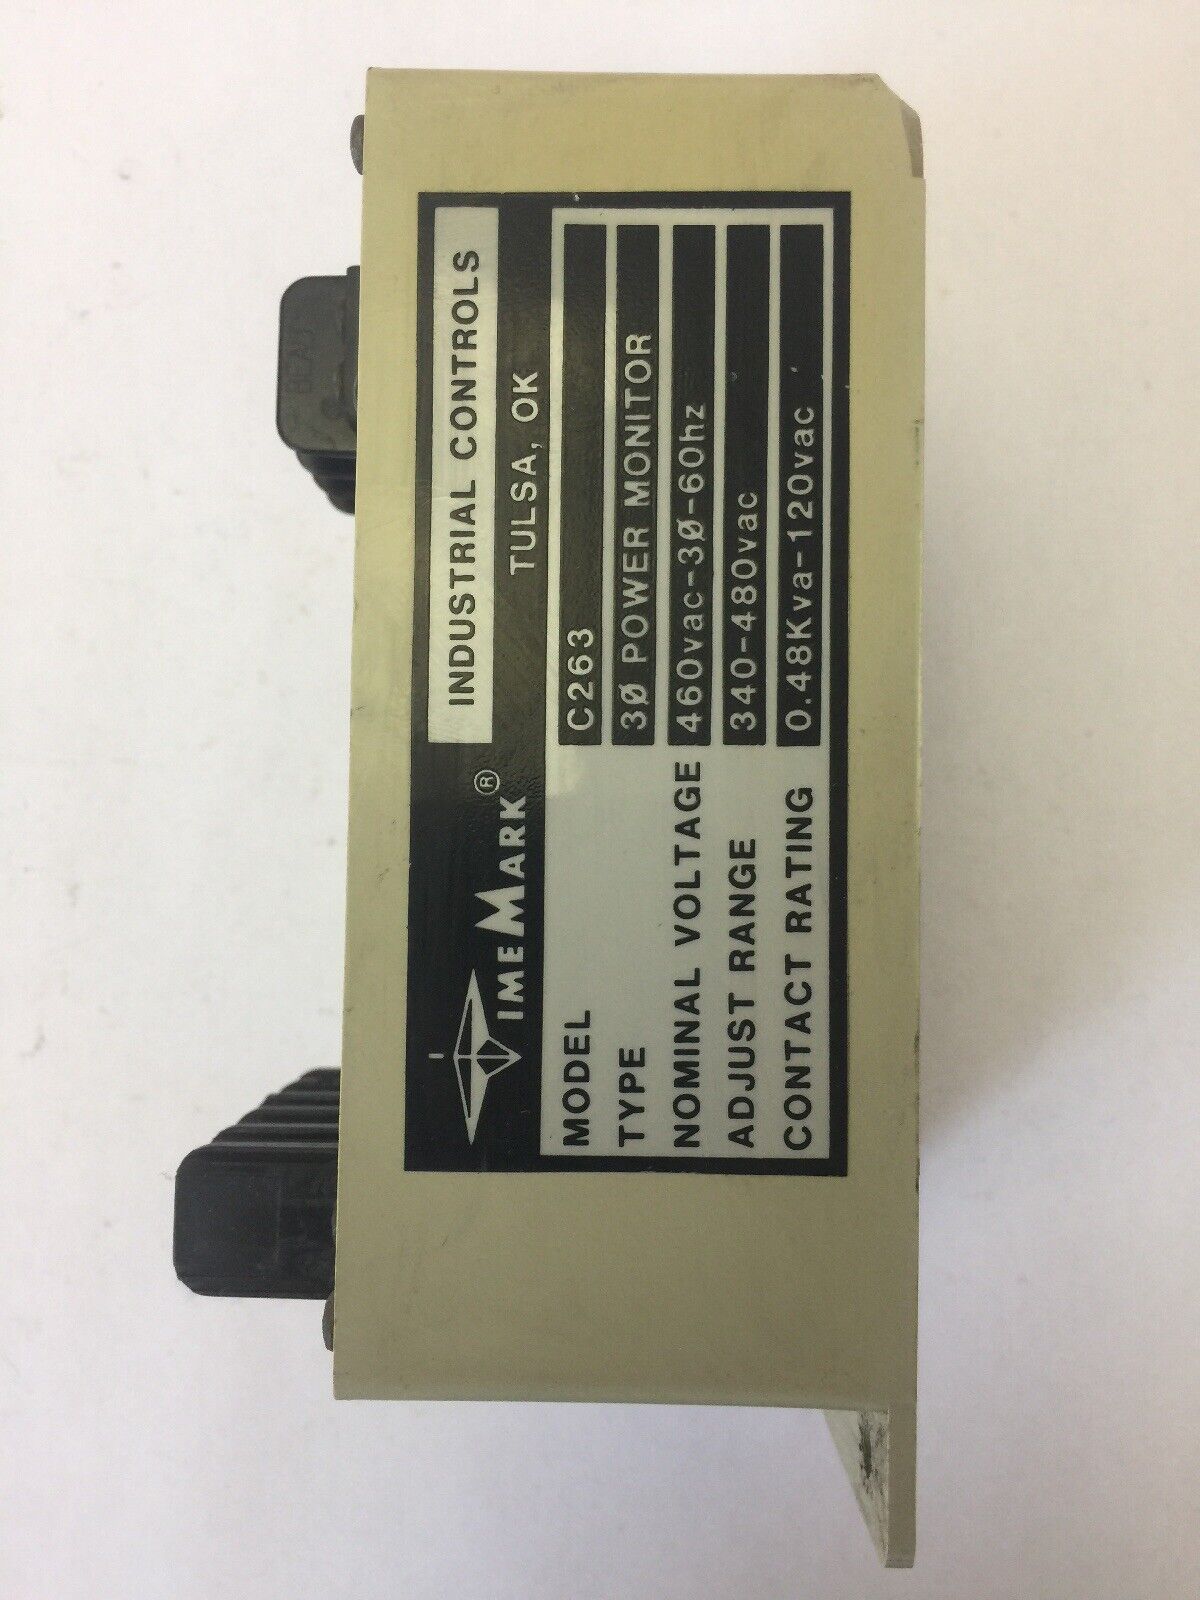 TIMEMARK® INDUSTRIAL CONTROLS
TULSA, OK
MODEL C263
TYPE 3Ø POWER MONITOR
NOMINAL VOLTAGE 460vac-3Ø-60hz
ADJUST RANGE 340-480vac
CONTACT RATING 0.48Kva-120vac